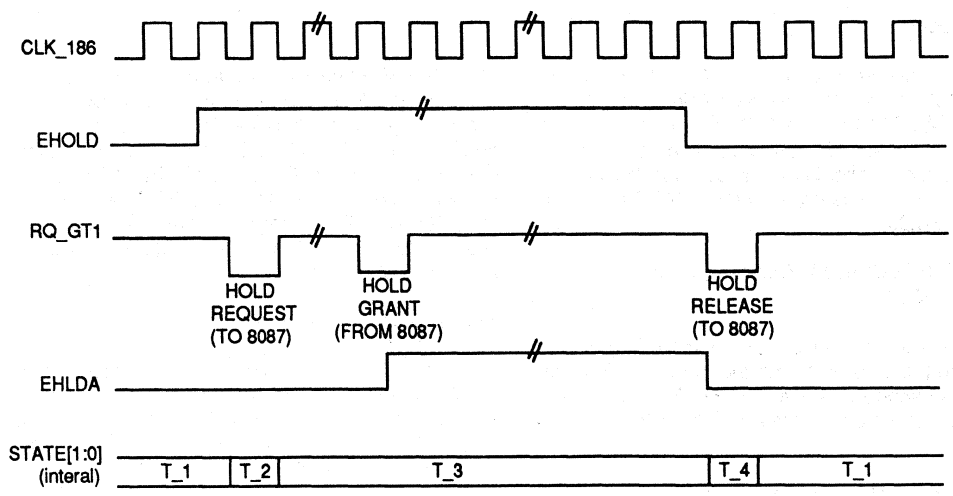 CLK_186
EHOLD
RQ_GT1
HOLD
REQUEST
(TO 8087)
HOLD
GRANT
(FROM 8087)
HOLD
RELEASE
(TO 8087)
EHLDA
STATE[1:0]
(interal)
T_1
T_2
T_3
T_4
T_1